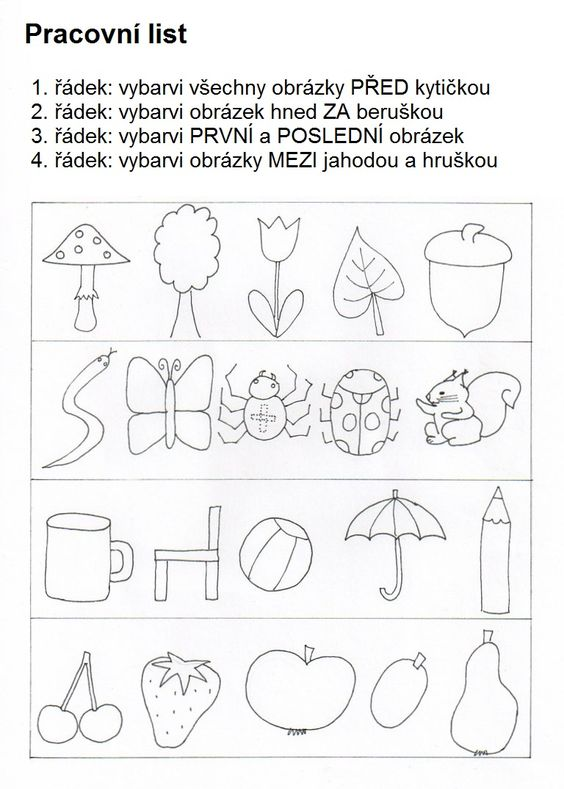 Pracovní list
1. řádek: vybarvi všechny obrázky PŘED kytičkou
2. řádek: vybarvi obrázek hned ZA beruškou
3. řádek: vybarvi PRVNÍ a POSLEDNÍ obrázek
4. řádek: vybarvi obrázky MEZI jahodou a hruškou